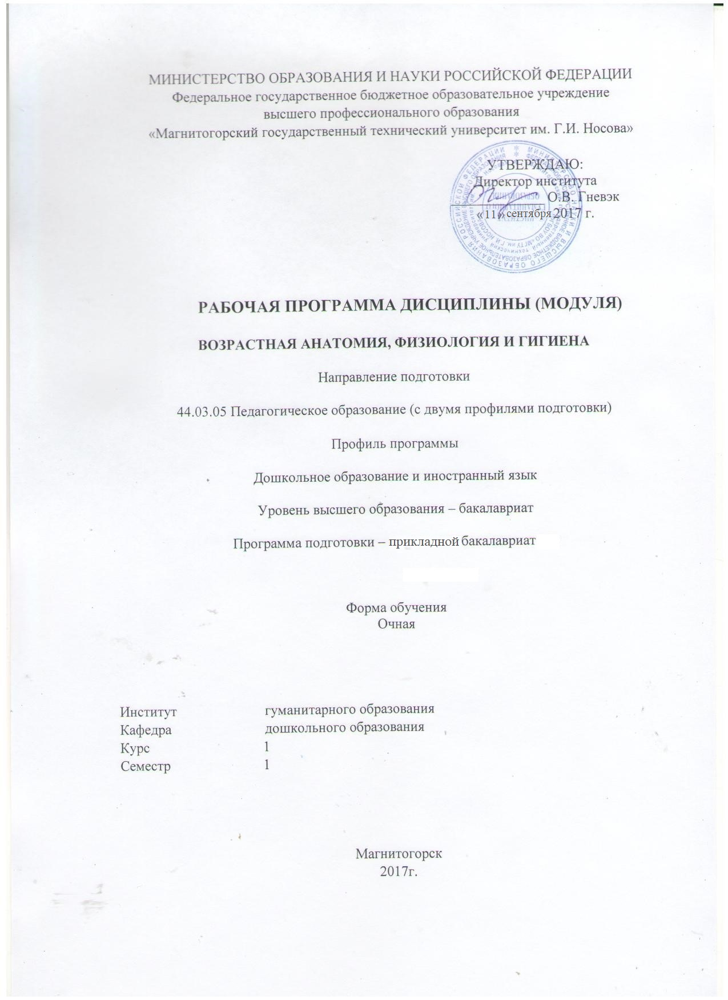 МИНИСТЕРСТВО ОБРАЗОВАНИЯ И НАУКИ РОССИЙСКОЙ ФЕДЕРАЦИИ
Федеральное государственное бюджетное образовательное учреждение
высшего профессионального образования
«Магнитогорский государственный технический университет им. Г.И. Носова»
УТВЕРЖДАЮ:
Директор института
О.В. Гневэк
«11» сентября 2017 г.
РАБОЧАЯ ПРОГРАММА ДИСЦИПЛИНЫ (МОДУЛЯ)
ВОЗРАСТНАЯ АНАТОМИЯ, ФИЗИОЛОГИЯ И ГИГИЕНА
Направление подготовки
44.03.05 Педагогическое образование (с двумя профилями подготовки)
Профиль программы
Дошкольное образование и иностранный язык
Уровень высшего образования – бакалавриат
Программа подготовки – прикладной бакалавриат
Форма обучения
Очная
Институт гуманитарного образования
Кафедра дошкольного образования
Курс 1
Семестр 1
Магнитогорск
2017г.